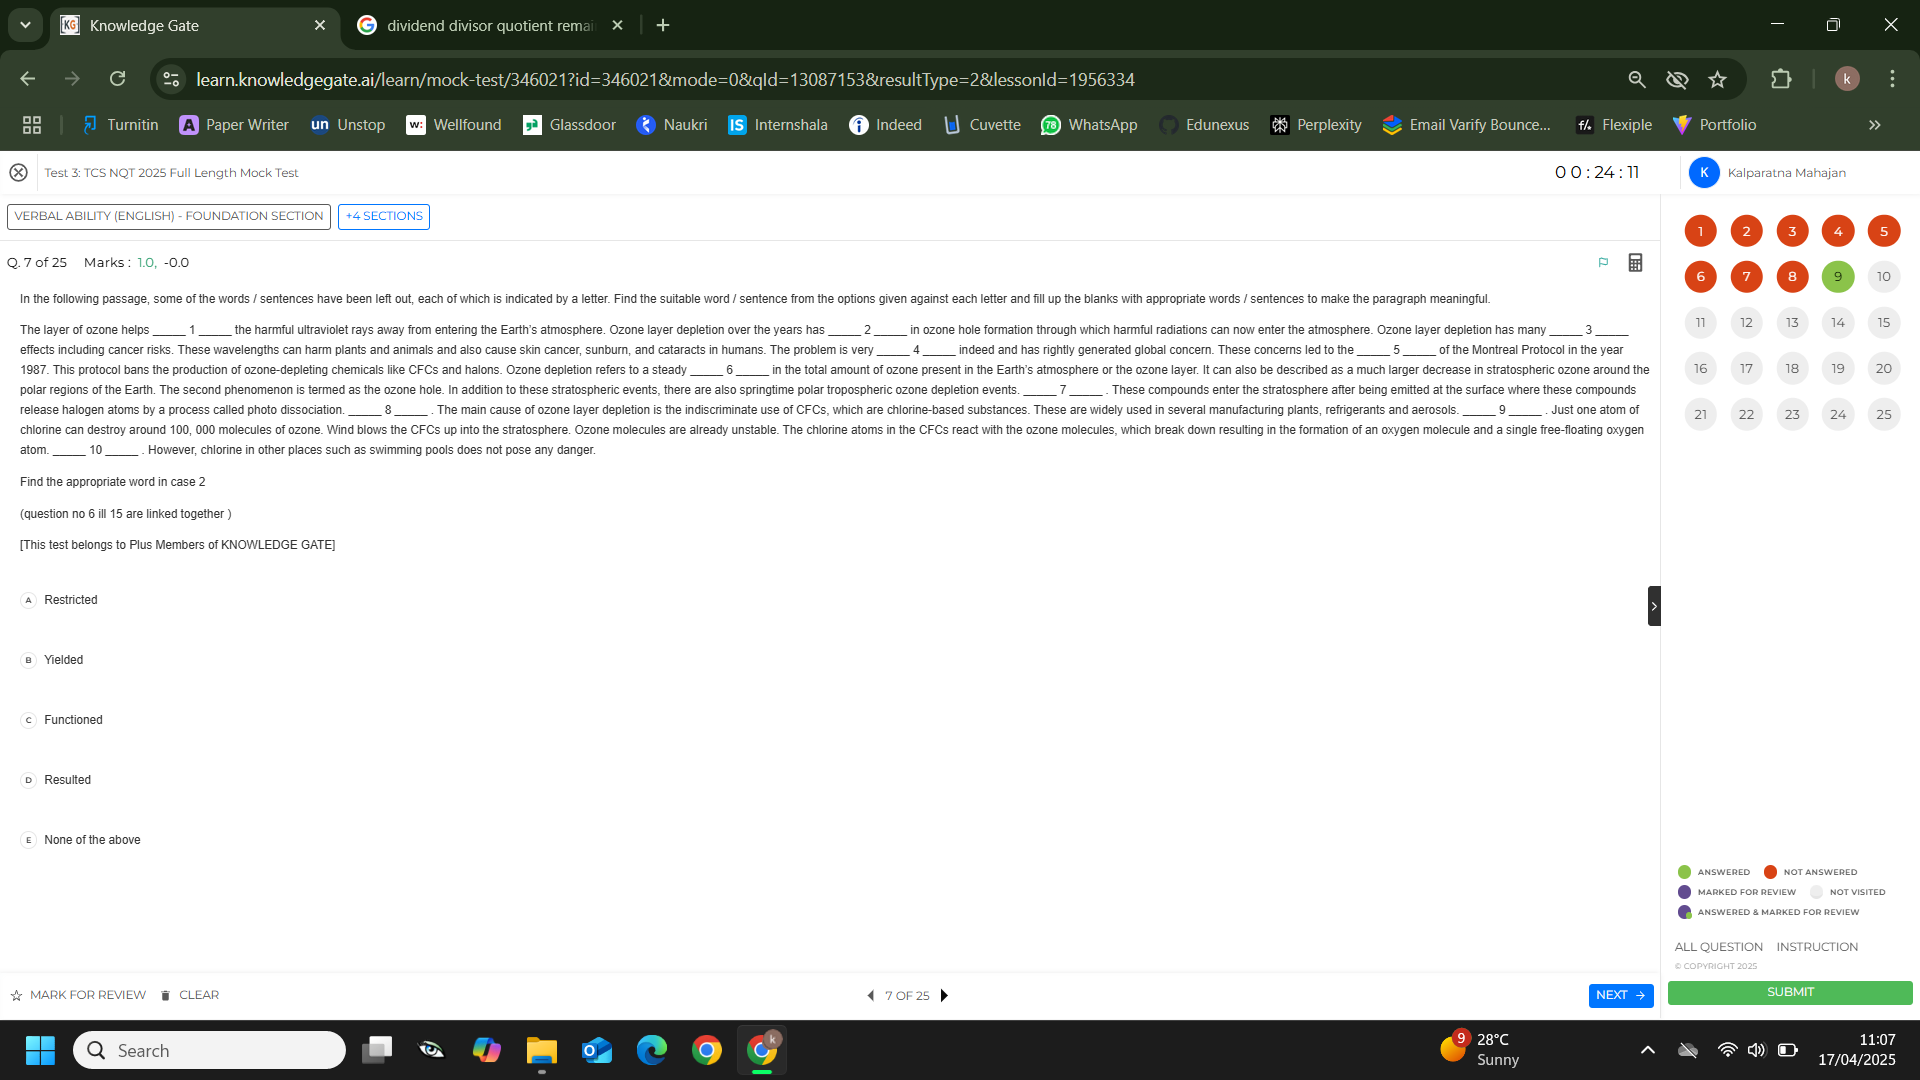 Knowledge Gate
dividend divisor quotient remai
learn.knowledgegate.ai/learn/mock-test/346021?id=346021&mode=0&qId=13087153&resultType=2&lessonId=1956334
k
Turnitin
Paper Writer
Unstop
Wellfound
Glassdoor
Naukri
Internshala
Indeed
Cuvette
WhatsApp
Edunexus
Perplexity
Email Varify Bounce...
Flexiple
Portfolio
Test 3: TCS NQT 2025 Full Length Mock Test
00:24:11
K
Kalparatna Mahajan
VERBAL ABILITY (ENGLISH) - FOUNDATION SECTION
+4 SECTIONS
Q. 7 of 25 Marks : 1.0, -0.0
In the following passage, some of the words / sentences have been left out, each of which is indicated by a letter. Find the suitable word / sentence from the options given against each letter and fill up the blanks with appropriate words / sentences to make the paragraph meaningful.
The layer of ozone helps _____ 1 _____ the harmful ultraviolet rays away from entering the Earth's atmosphere. Ozone layer depletion over the years has _____ 2 _____ in ozone hole formation through which harmful radiations can now enter the atmosphere. Ozone layer depletion has many _____ 3 _____
effects including cancer risks. These wavelengths can harm plants and animals and also cause skin cancer, sunburn, and cataracts in humans. The problem is very _____ 4 _____ indeed and has rightly generated global concern. These concerns led to the _____ 5 _____ of the Montreal Protocol in the year
1987. This protocol bans the production of ozone-depleting chemicals like CFCs and halons. Ozone depletion refers to a steady _____ 6 _____ in the total amount of ozone present in the Earth's atmosphere or the ozone layer. It can also be described as a much larger decrease in stratospheric ozone around the
polar regions of the Earth. The second phenomenon is termed as the ozone hole. In addition to these stratospheric events, there are also springtime polar tropospheric ozone depletion events. _____ 7 _____ . These compounds enter the stratosphere after being emitted at the surface where these compounds
release halogen atoms by a process called photo dissociation. _____ 8 _____ . The main cause of ozone layer depletion is the indiscriminate use of CFCs, which are chlorine-based substances. These are widely used in several manufacturing plants, refrigerants and aerosols. _____ 9 _____ . Just one atom of
chlorine can destroy around 100, 000 molecules of ozone. Wind blows the CFCs up into the stratosphere. Ozone molecules are already unstable. The chlorine atoms in the CFCs react with the ozone molecules, which break down resulting in the formation of an oxygen molecule and a single free-floating oxygen
atom. _____ 10 _____ . However, chlorine in other places such as swimming pools does not pose any danger.
Find the appropriate word in case 2
(question no 6 ill 15 are linked together )
[This test belongs to Plus Members of KNOWLEDGE GATE]
A Restricted
B Yielded
C Functioned
D Resulted
E None of the above
1 2 3 4 5
6 7 8 9 10
11 12 13 14 15
16 17 18 19 20
21 22 23 24 25
ANSWERED NOT ANSWERED
MARKED FOR REVIEW NOT VISITED
ANSWERED & MARKED FOR REVIEW
ALL QUESTION INSTRUCTION
© COPYRIGHT 2025
SUBMIT
MARK FOR REVIEW CLEAR
7 OF 25
NEXT
Search
9
28°C
Sunny
11:07
17/04/2025